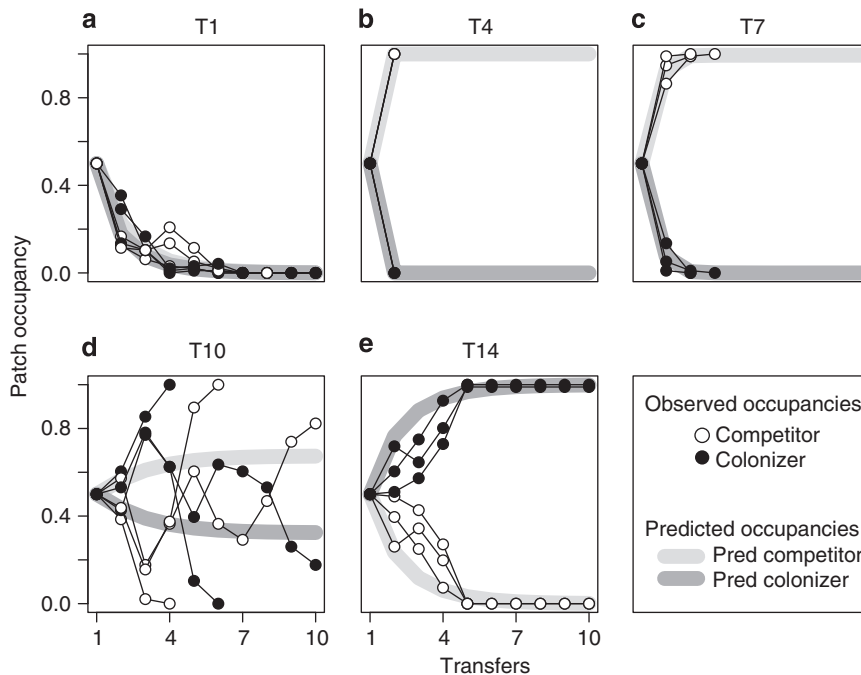 a T1
b T4
c T7
0.8
0.4
0.0
Patch occupancy
d T10
e T14
0.8
0.4
0.0
1 4 7 10
1 4 7 10
Transfers
Observed occupancies
Competitor
Colonizer
Predicted occupancies
Pred competitor
Pred colonizer